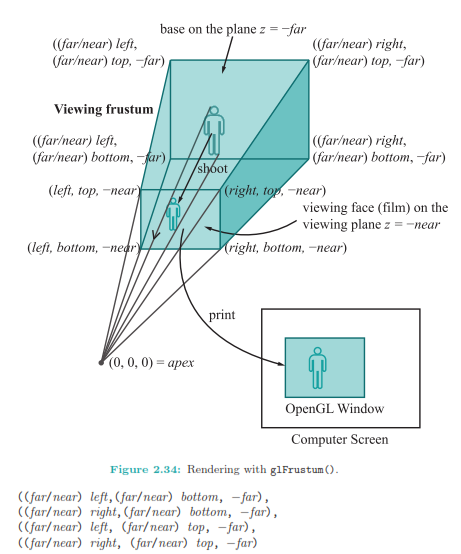 base on the plane z = −far
((far/near) left,
(far/near) top, −far)
((far/near) right,
(far/near) top, −far)
Viewing frustum
((far/near) left,
(far/near) bottom, −far)
((far/near) right,
(far/near) bottom, −far)
shoot
(left, top, −near)
(right, top, −near)
viewing face (film) on the
viewing plane z = −near
(left, bottom, −near)
(right, bottom, −near)
print
(0, 0, 0) = apex
OpenGL Window
Computer Screen
Figure 2.34: Rendering with glFrustum().
((far/near) left,(far/near) bottom, −far),
((far/near) right,(far/near) bottom, −far),
((far/near) left, (far/near) top, −far),
((far/near) right, (far/near) top, −far)